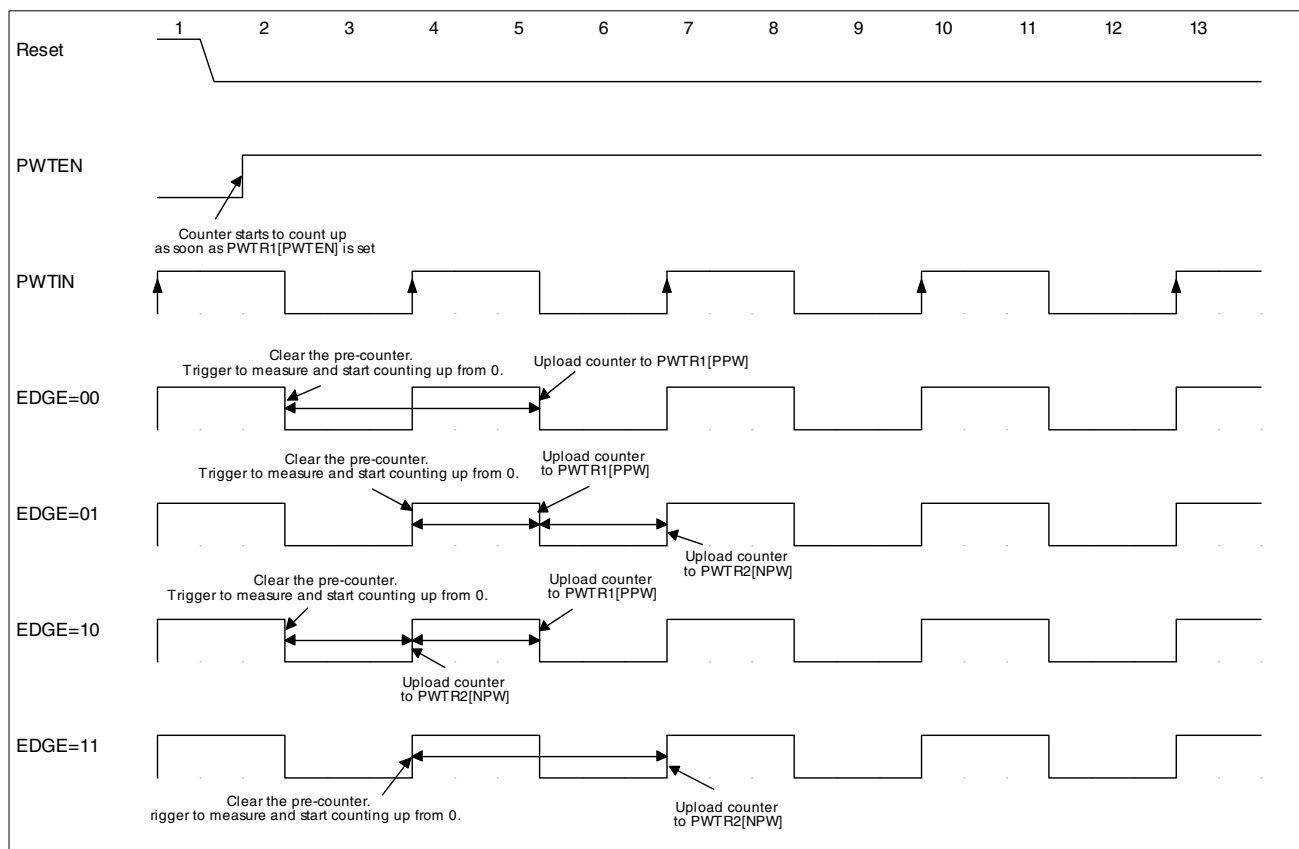 1 2 3 4 5 6 7 8 9 10 11 12 13
Reset
PWTEN
Counter starts to count up
as soon as PWTR1[PWTEN] is set
PWTIN
Clear the pre-counter.
Trigger to measure and start counting up from 0.
Upload counter to PWTR1[PPW]
EDGE=00
Clear the pre-counter.
Trigger to measure and start counting up from 0.
Upload counter
to PWTR1[PPW]
EDGE=01
Upload counter
to PWTR2[NPW]
Clear the pre-counter.
Trigger to measure and start counting up from 0.
Upload counter
to PWTR1[PPW]
EDGE=10
Upload counter
to PWTR2[NPW]
EDGE=11
Clear the pre-counter.
rigger to measure and start counting up from 0.
Upload counter
to PWTR2[NPW]